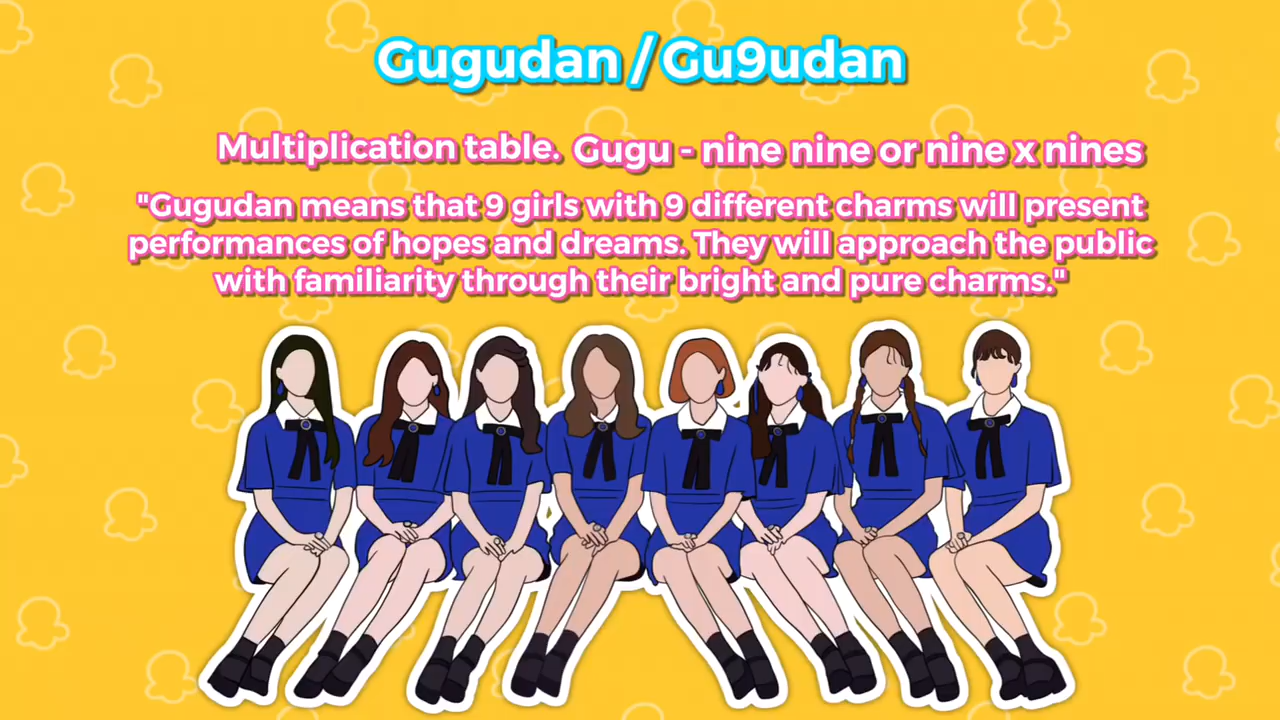 Gugudan / Gu9udan
Multiplication table. Gugu - nine nine or nine x nines
"Gugudan means that 9 girls with 9 different charms will present
performances of hopes and dreams. They will approach the public
with familiarity through their bright and pure charms."